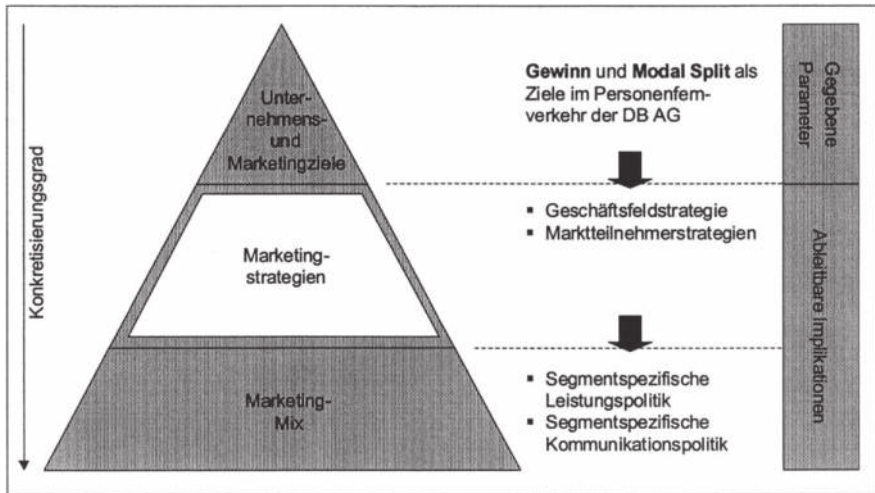 Konkretisierungsgrad
Unter-
nehmens-
und
Marketingziele
Marketing-
strategien
Marketing-
Mix
Gewinn und Modal Split als
Ziele im Personenfern-
verkehr der DB AG
▪ Geschäftsfeldstrategie
▪ Marktteilnehmerstrategien
▪ Segmentspezifische
Leistungspolitik
▪ Segmentspezifische
Kommunikationspolitik
Gegebene
Parameter
Ableitbare Implikationen